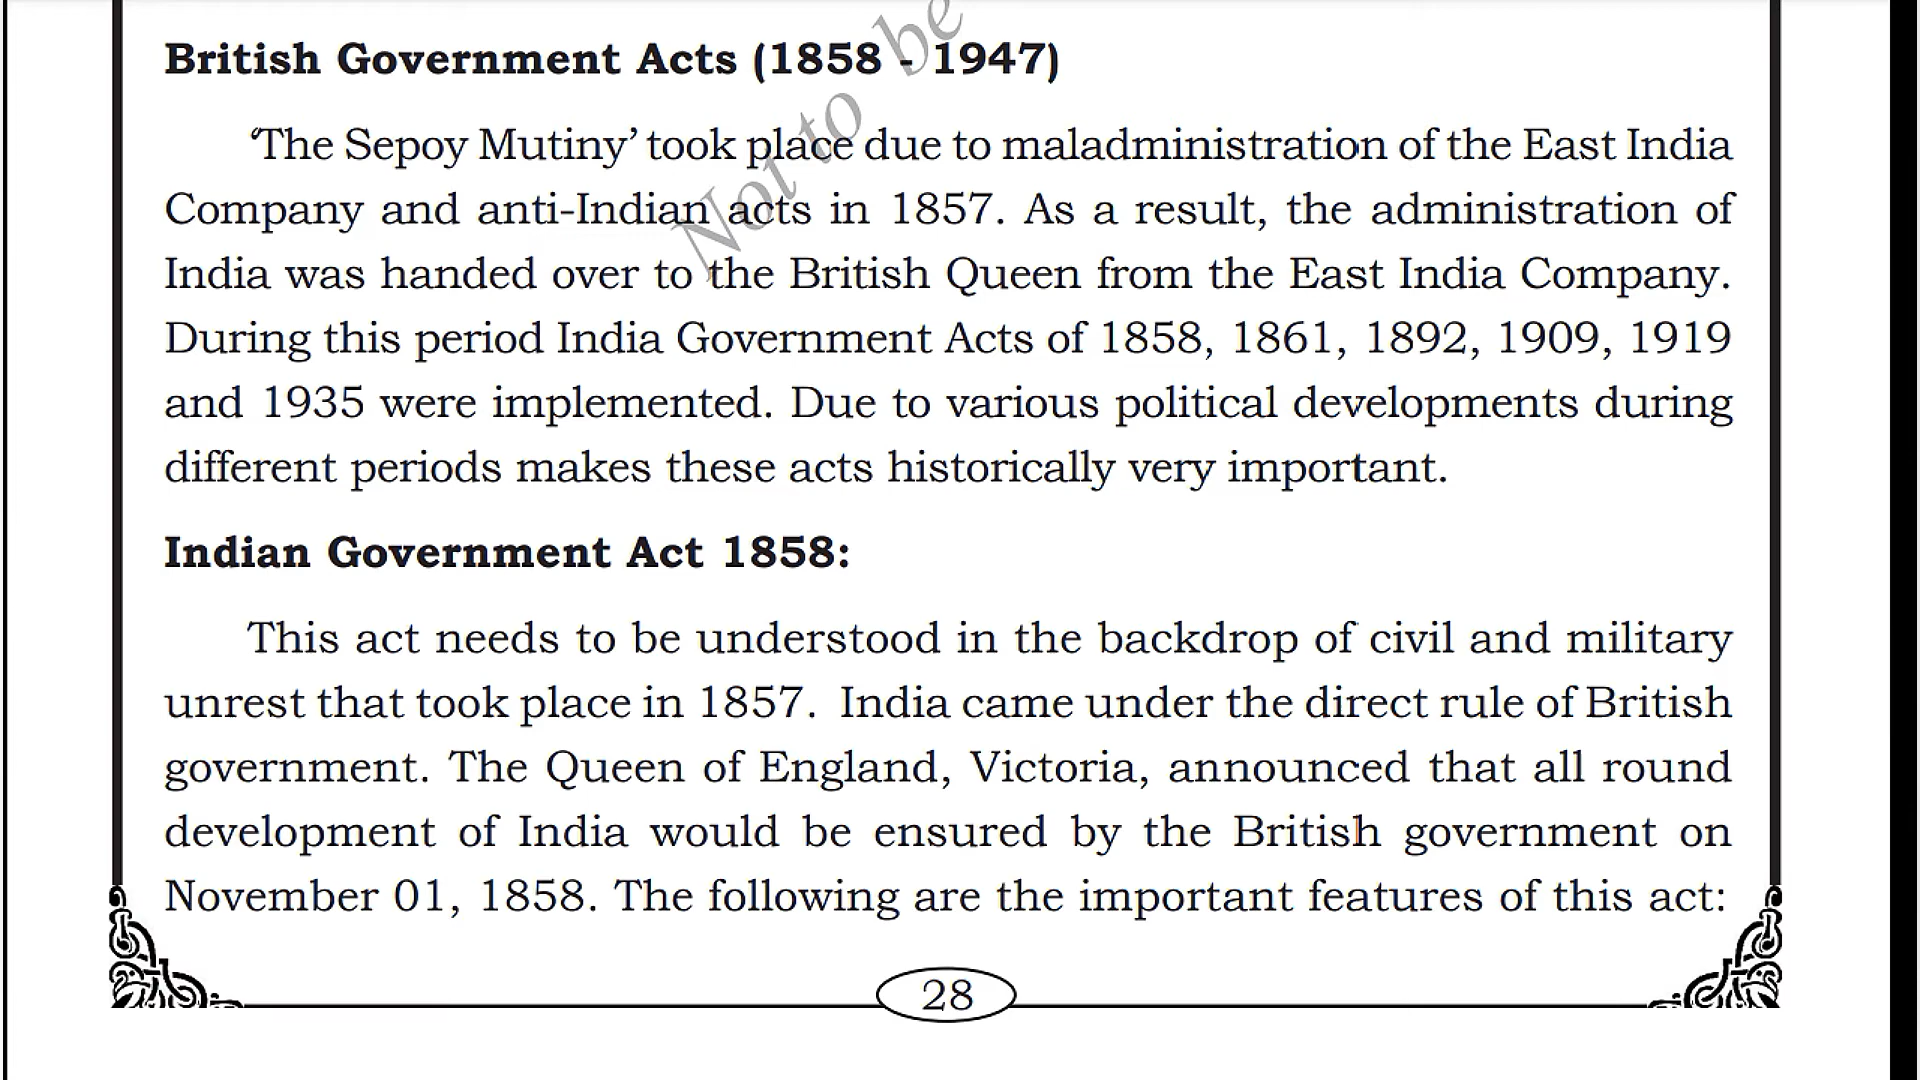 British Government Acts (1858 - 1947)
‘The Sepoy Mutiny’ took place due to maladministration of the East India
Company and anti-Indian acts in 1857. As a result, the administration of
India was handed over to the British Queen from the East India Company.
During this period India Government Acts of 1858, 1861, 1892, 1909, 1919
and 1935 were implemented. Due to various political developments during
different periods makes these acts historically very important.
Indian Government Act 1858:
This act needs to be understood in the backdrop of civil and military
unrest that took place in 1857. India came under the direct rule of British
government. The Queen of England, Victoria, announced that all round
development of India would be ensured by the British government on
November 01, 1858. The following are the important features of this act:
28
Not to be